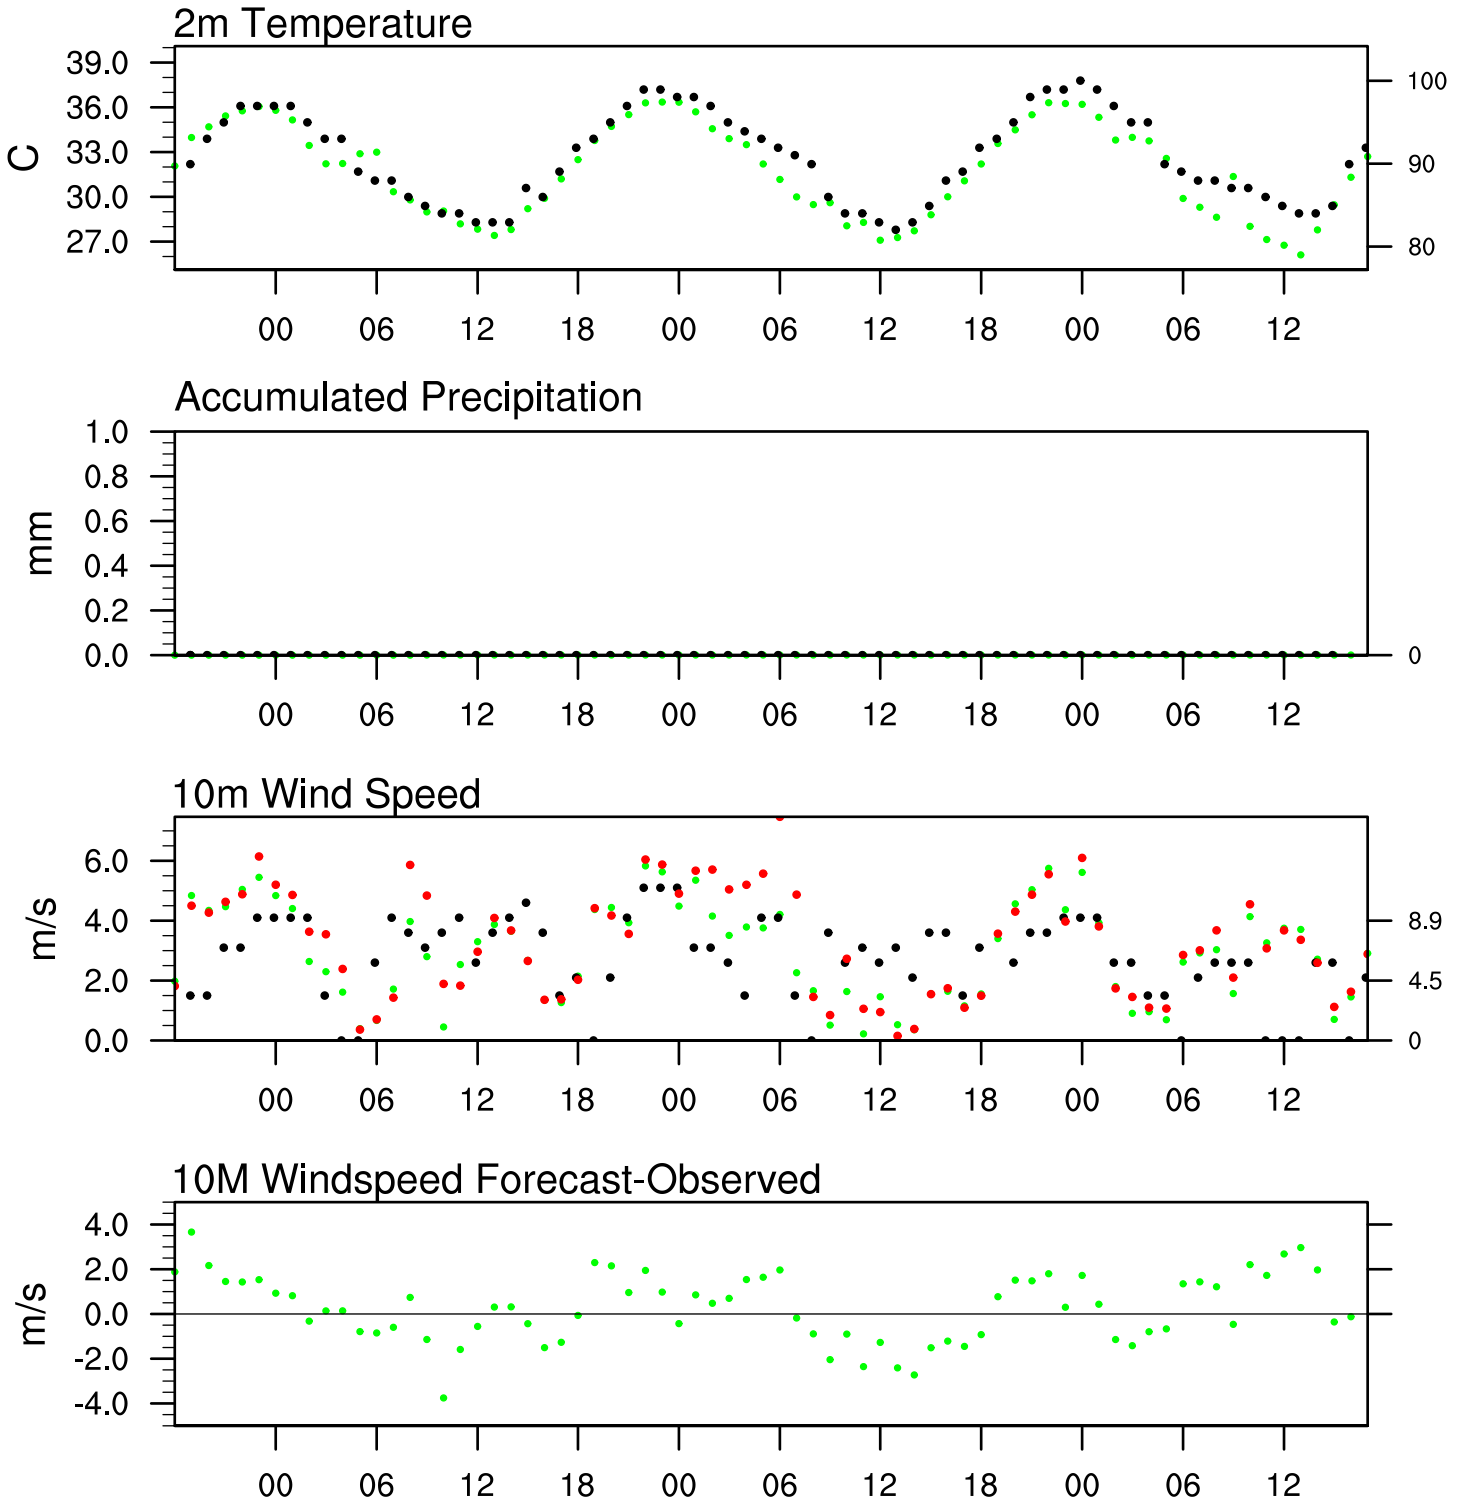 2m Temperature
39.0
36.0
33.0
30.0
27.0
C
100
90
80
00 06 12 18 00 06 12 18 00 06 12
Accumulated Precipitation
1.0
0.8
0.6
0.4
0.2
0.0
mm
0
00 06 12 18 00 06 12 18 00 06 12
10m Wind Speed
6.0
4.0
2.0
0.0
m/s
8.9
4.5
0
00 06 12 18 00 06 12 18 00 06 12
10M Windspeed Forecast-Observed
4.0
2.0
0.0
-2.0
-4.0
m/s
00 06 12 18 00 06 12 18 00 06 12